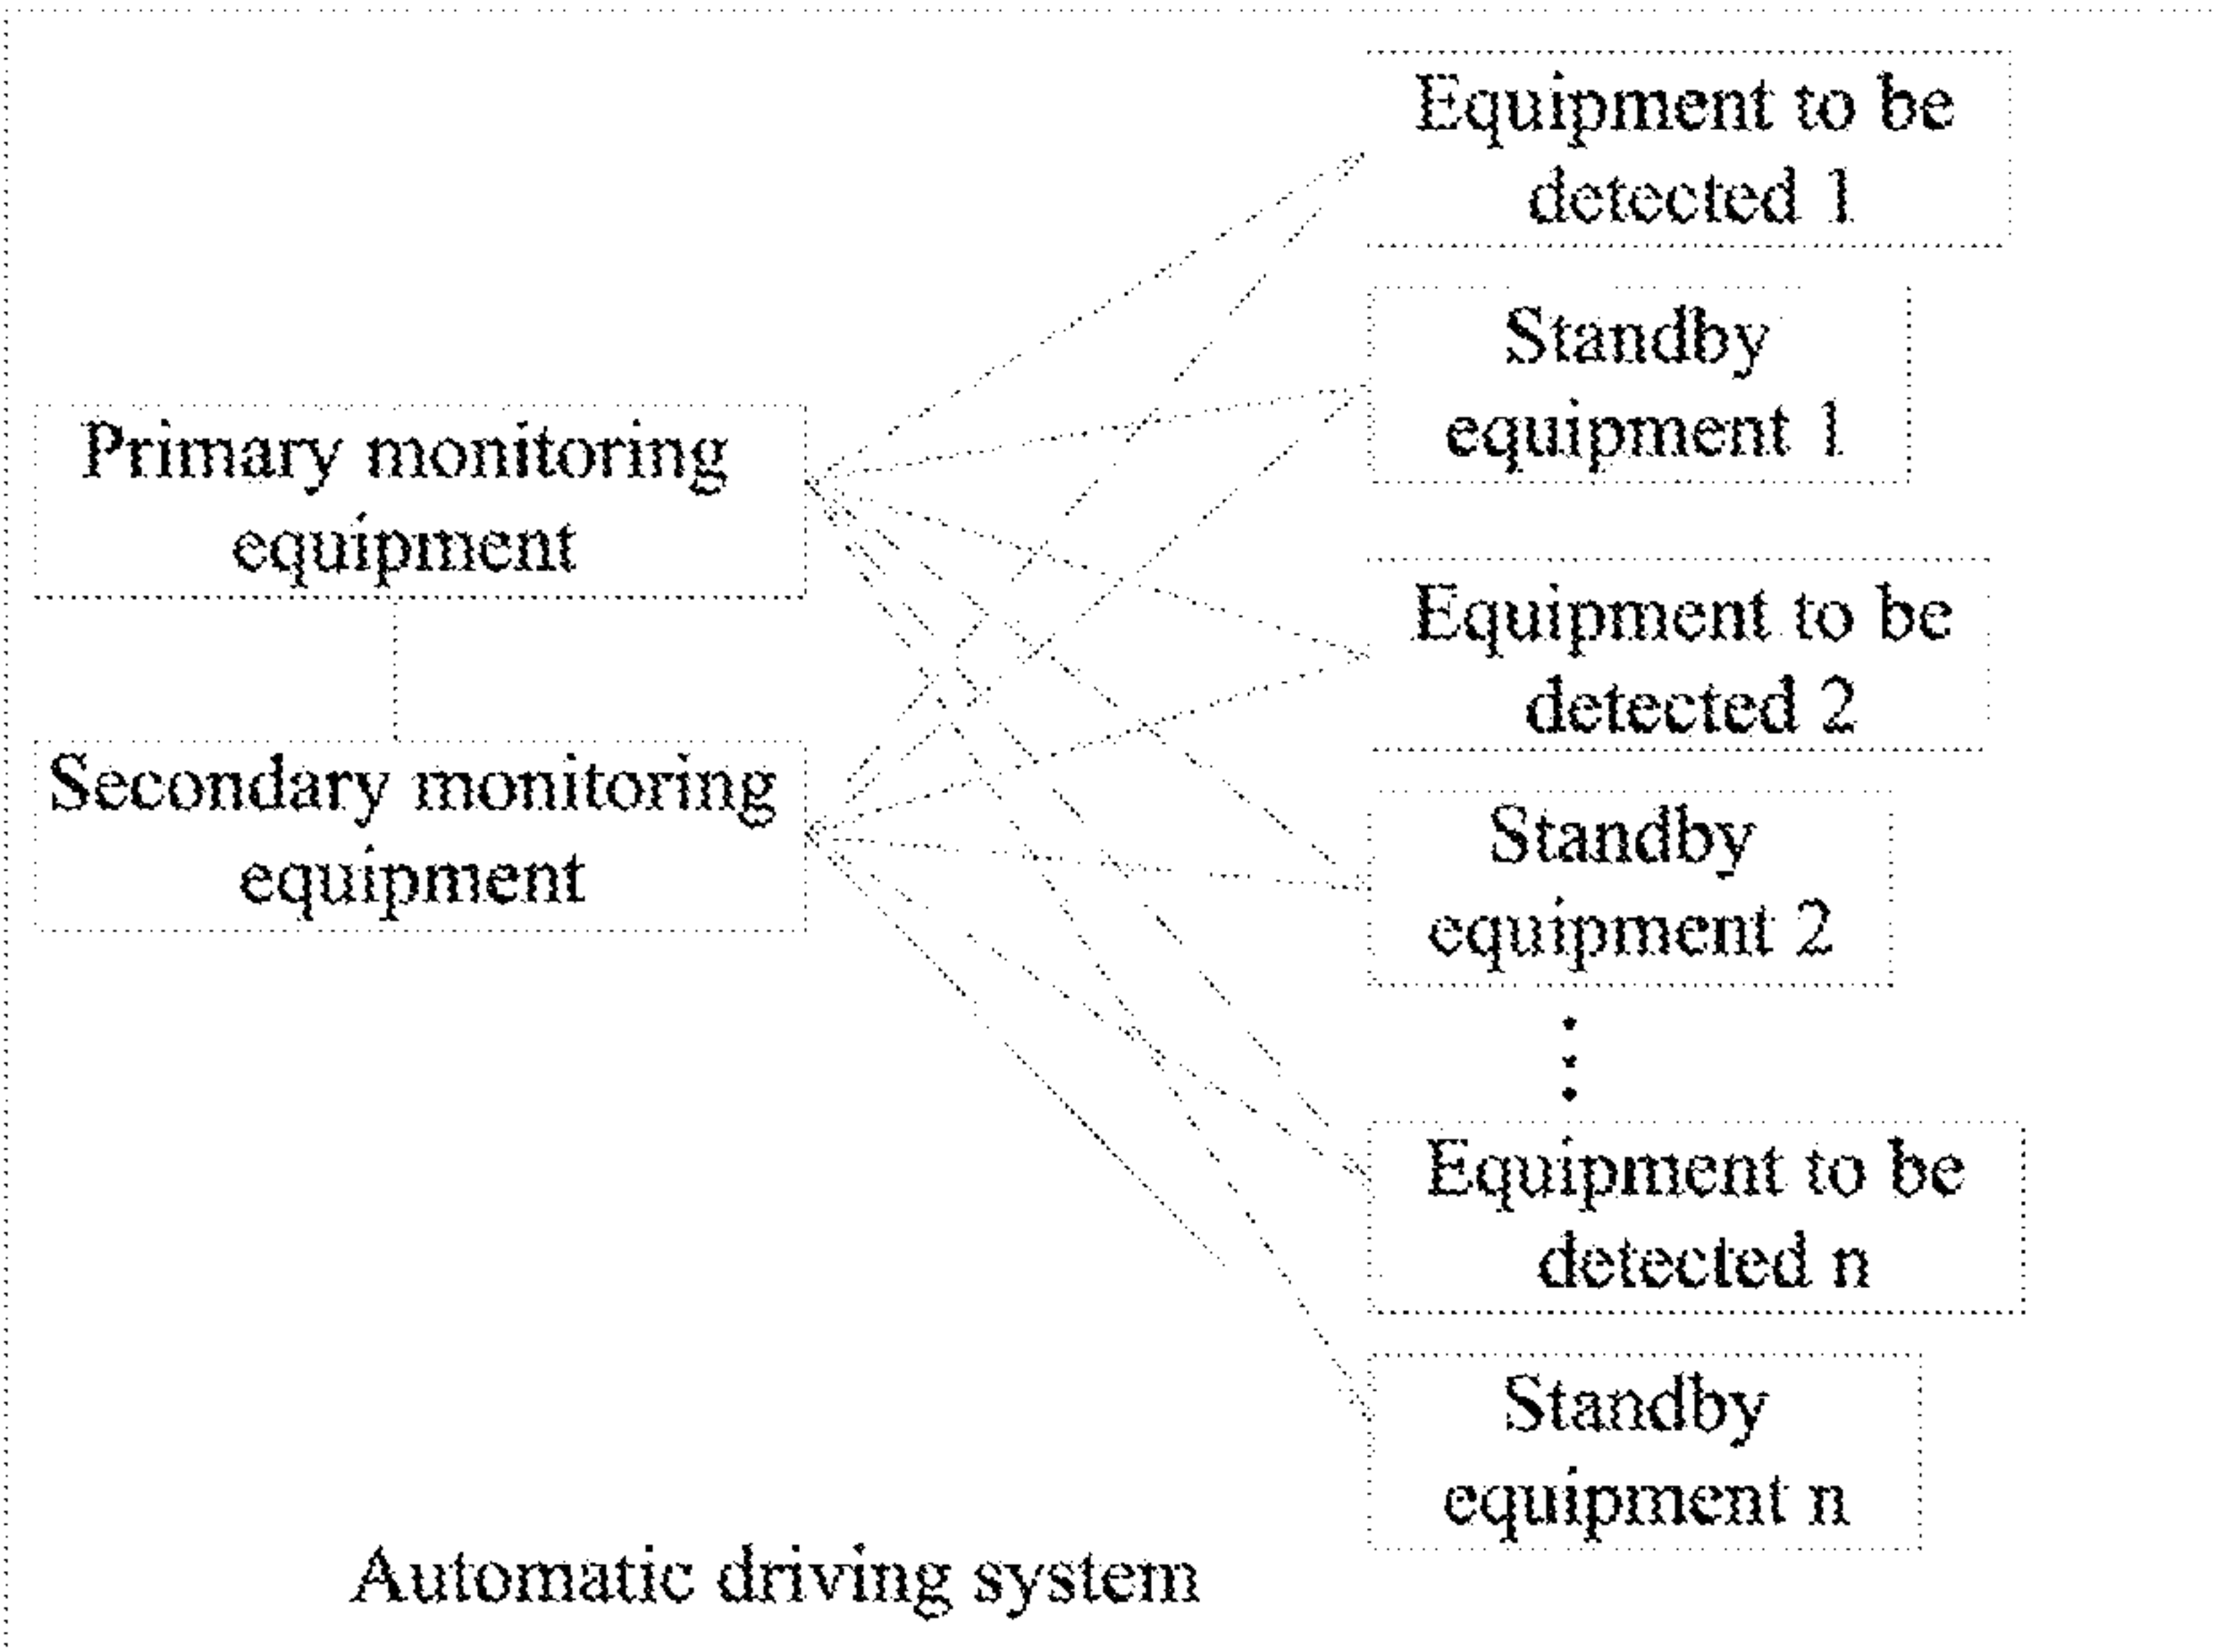 Equipment to be
detected 1
Standby
equipment 1
Primary monitoring
equipment
Equipment to be
detected 2
Secondary monitoring
equipment
Standby
equipment 2
Equipment to be
detected n
Standby
equipment n
Automatic driving system